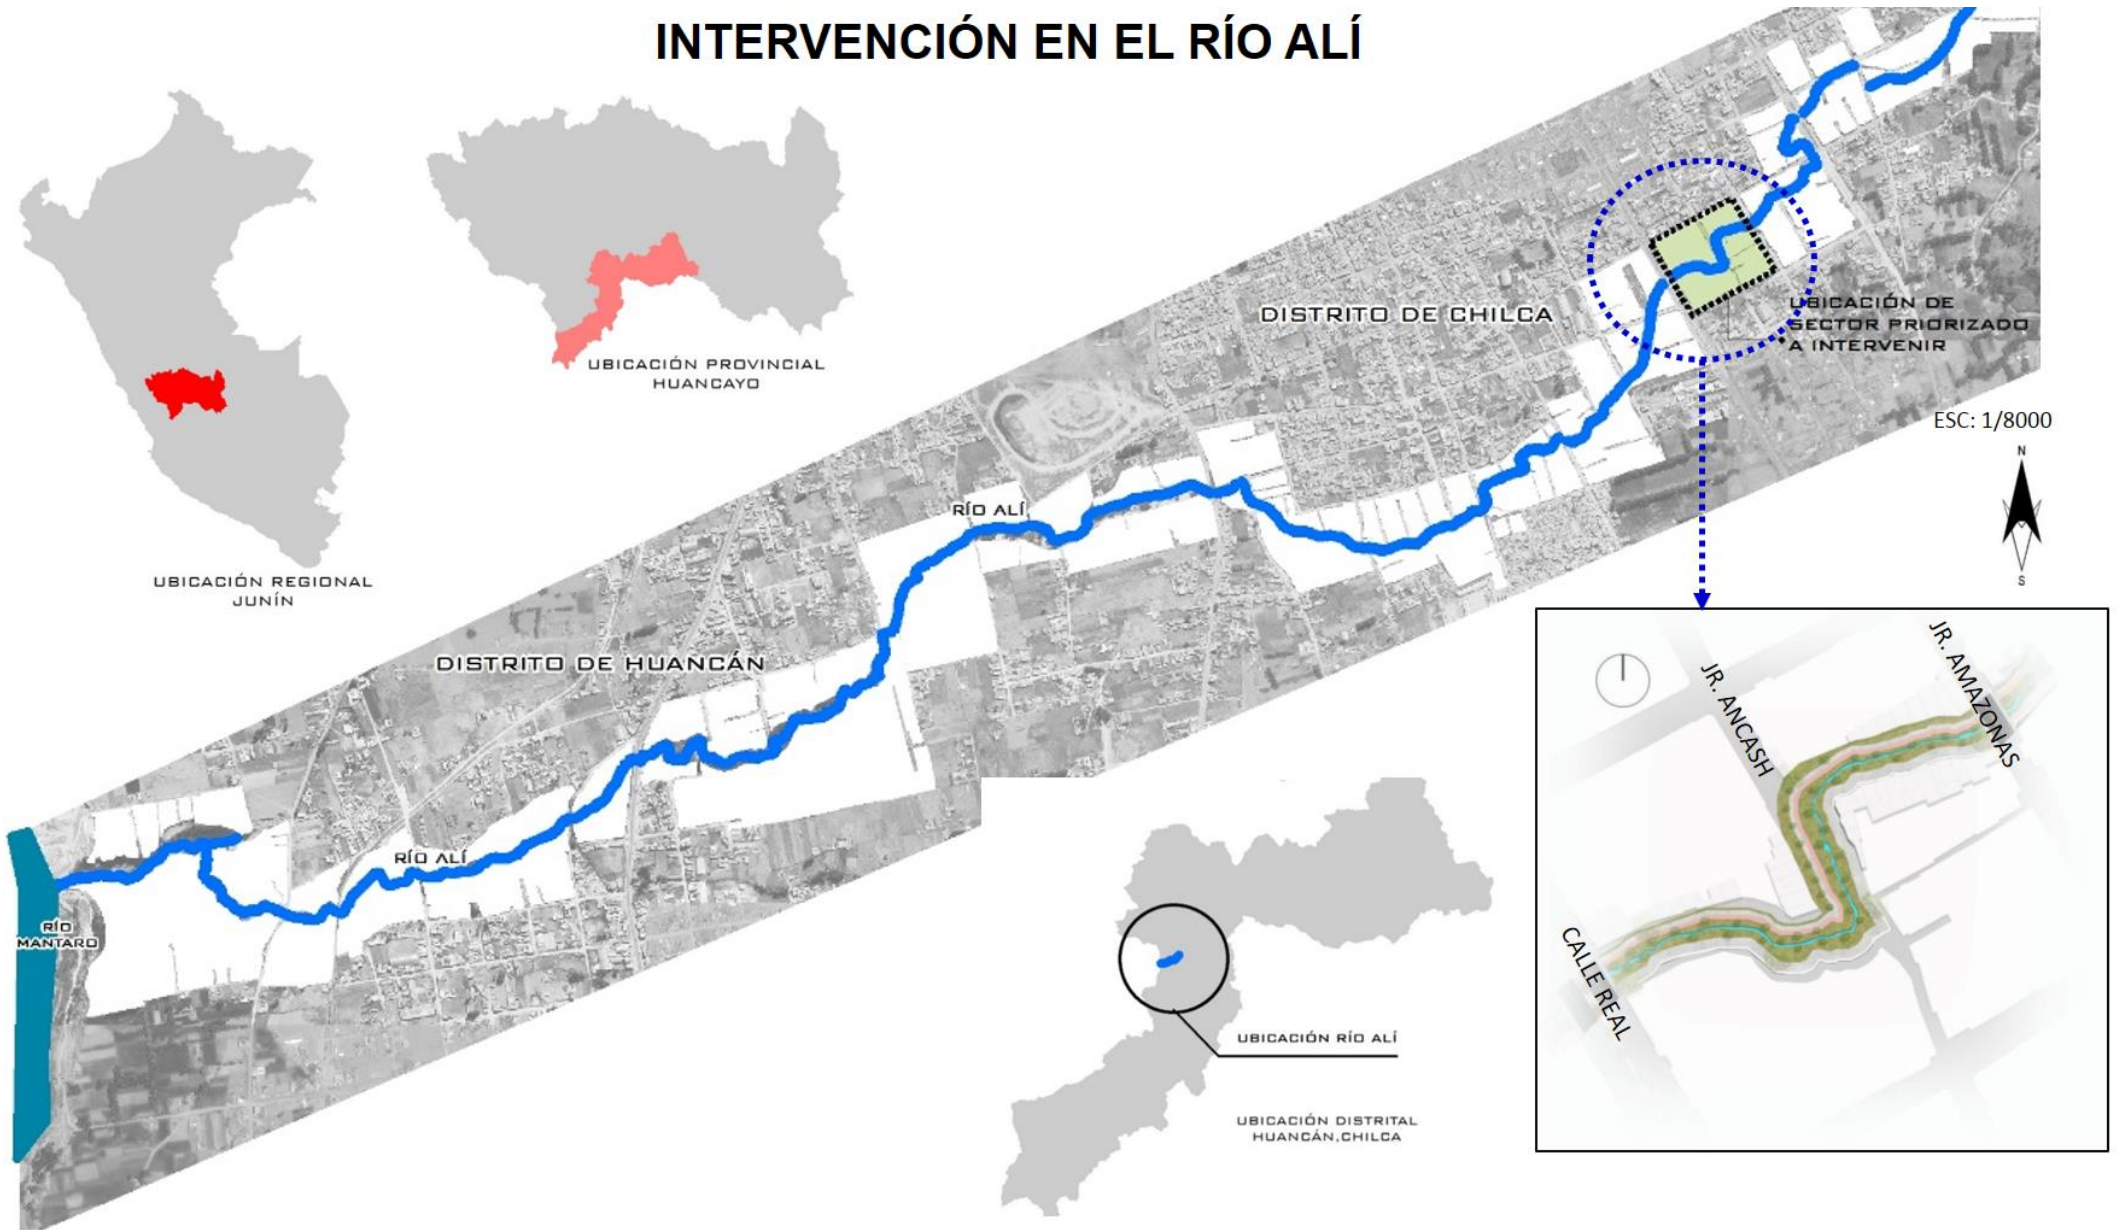 INTERVENCIÓN EN EL RÍO ALÍ
UBICACIÓN REGIONAL
JUNÍN
UBICACIÓN PROVINCIAL
HUANCAYO
DISTRITO DE CHILCA
UBICACIÓN DE
SECTOR PRIORIZADO
A INTERVENIR
ESC: 1/8000
N
S
RÍO ALÍ
DISTRITO DE HUANCÁN
RÍO ALÍ
RÍO
MANTARO
UBICACIÓN RÍO ALÍ
UBICACIÓN DISTRITAL
HUANCÁN,CHILCA
JR. ANCASH
JR. AMAZONAS
CALLE REAL